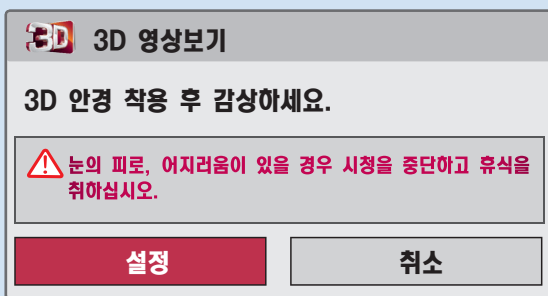 3D 3D 영상보기
3D 안경 착용 후 감상하세요.
눈의 피로, 어지러움이 있을 경우 시청을 중단하고 휴식을
취하십시오.
설정 취소